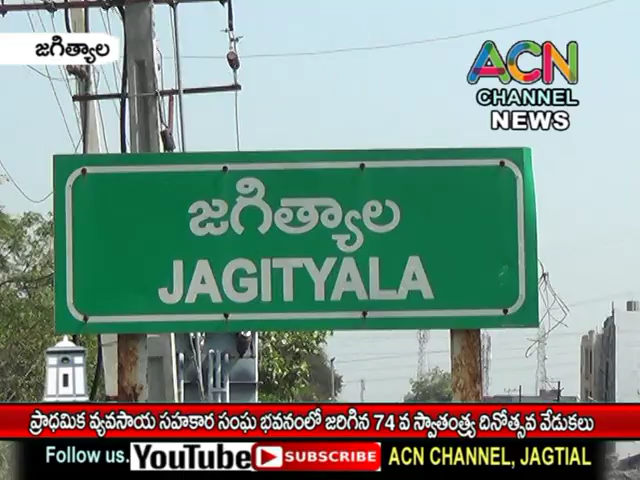 జగిత్యాల
ACN
CHANNEL
NEWS
జగిత్యాల
JAGITYALA
ప్రాధమిక వ్యవసాయ సహకార సంఘ భవనంలో జరిగిన 74 వ స్వాతంత్ర్య దినోత్సవ వేడుకలు
Follow us. YouTube SUBSCRIBE ACN CHANNEL, JAGTIAL